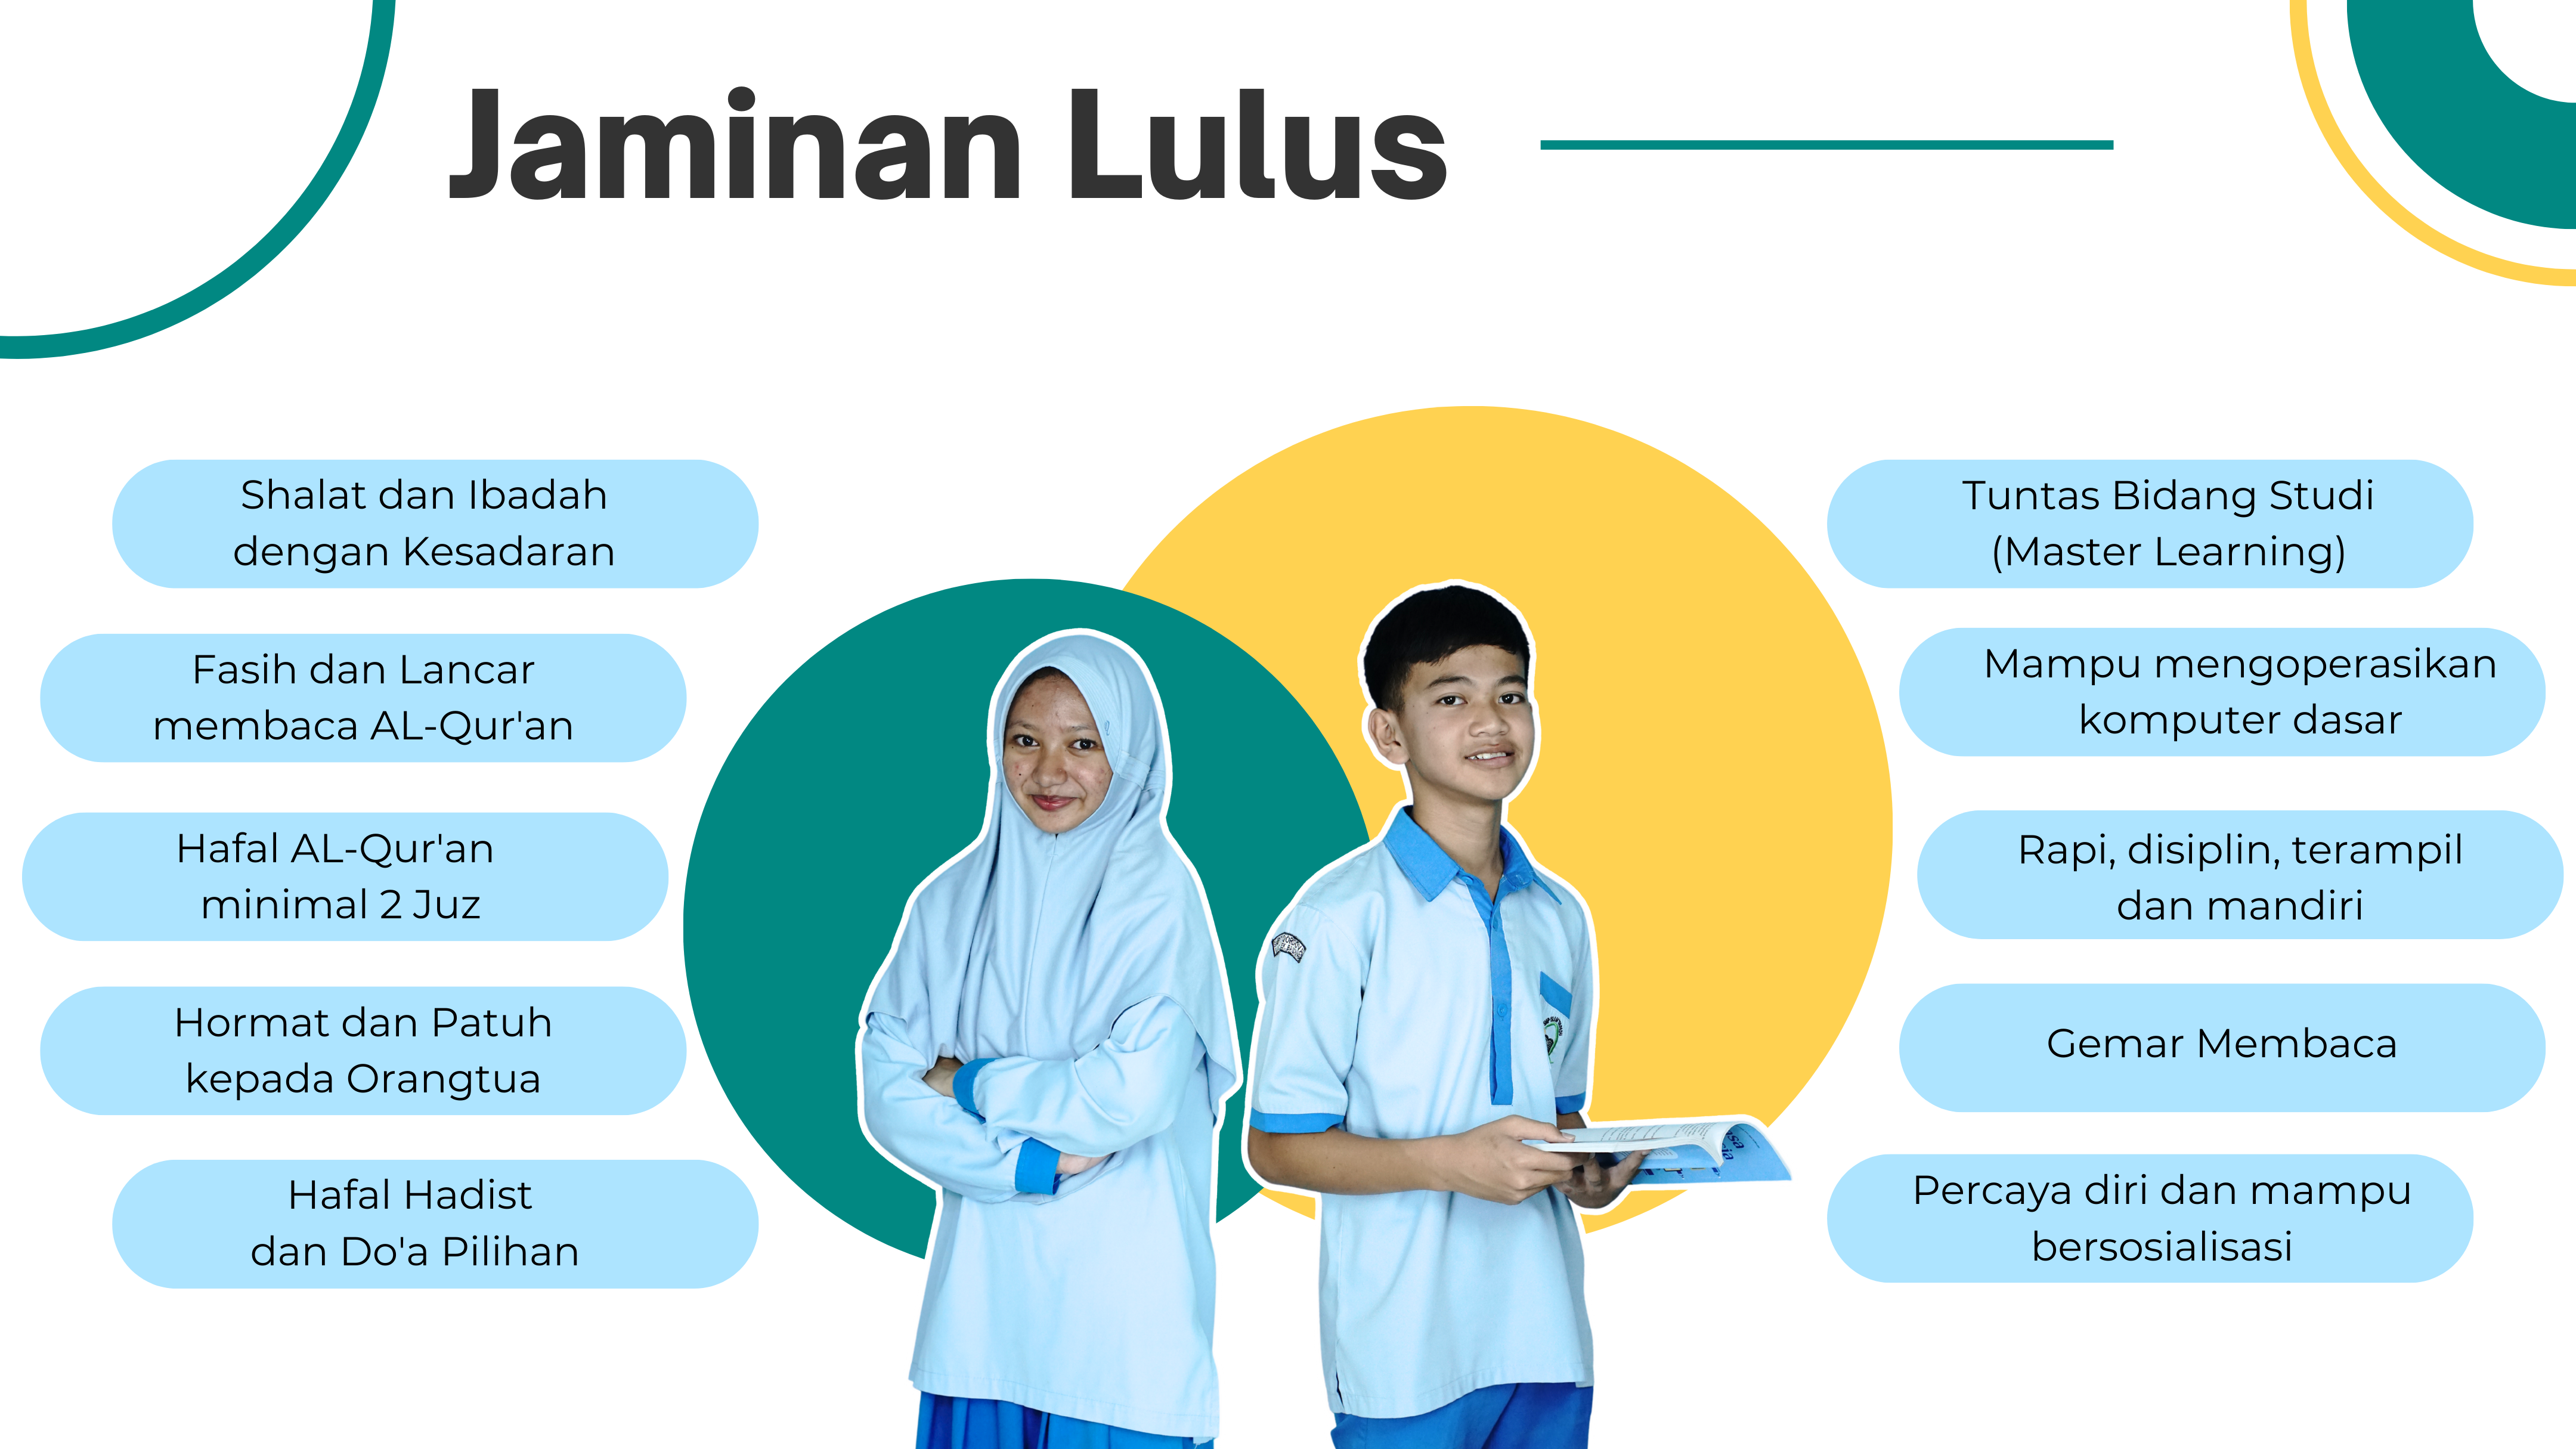 Jaminan Lulus
Shalat dan Ibadah
dengan Kesadaran
Fasih dan Lancar
membaca AL-Qur'an
Hafal AL-Qur'an
minimal 2 Juz
Hormat dan Patuh
kepada Orangtua
Hafal Hadist
dan Do'a Pilihan
Tuntas Bidang Studi
(Master Learning)
Mampu mengoperasikan
komputer dasar
Rapi, disiplin, terampil
dan mandiri
Gemar Membaca
Percaya diri dan mampu
bersosialisasi